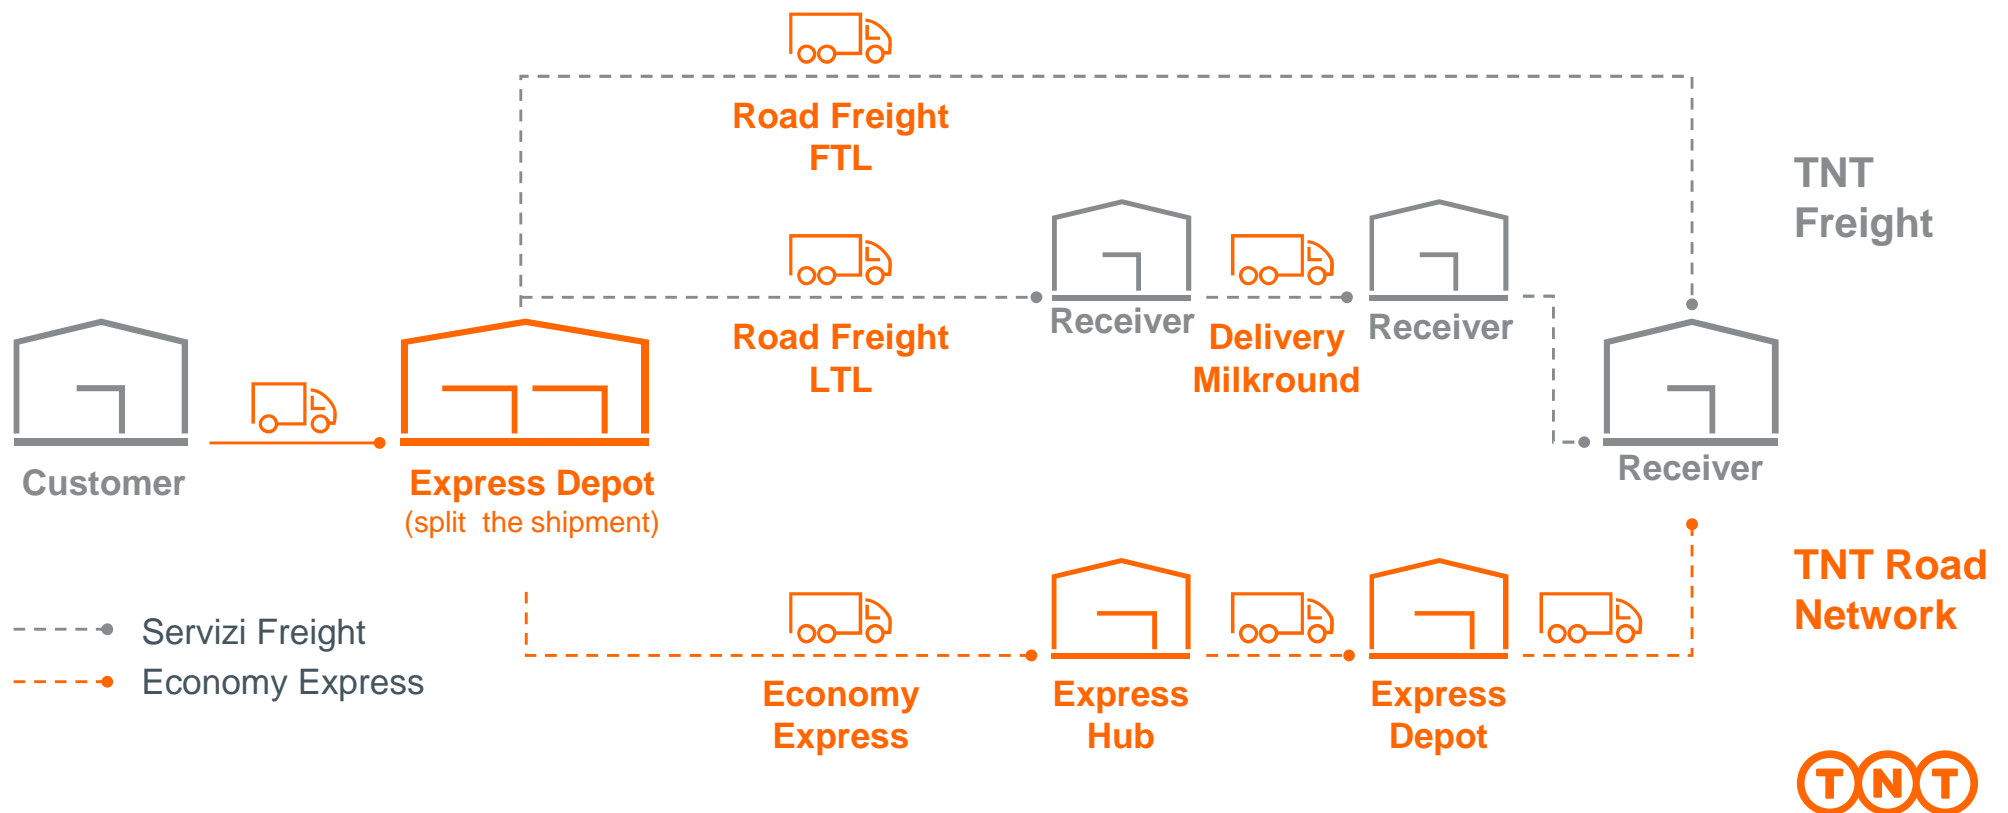 Road Freight
FTL
TNT
Freight
Road Freight
LTL
Receiver
Delivery
Milkround
Receiver
Customer
Express Depot
(split the shipment)
Receiver
TNT Road
Network
Servizi Freight
Economy Express
Economy
Express
Express
Hub
Express
Depot
TNT